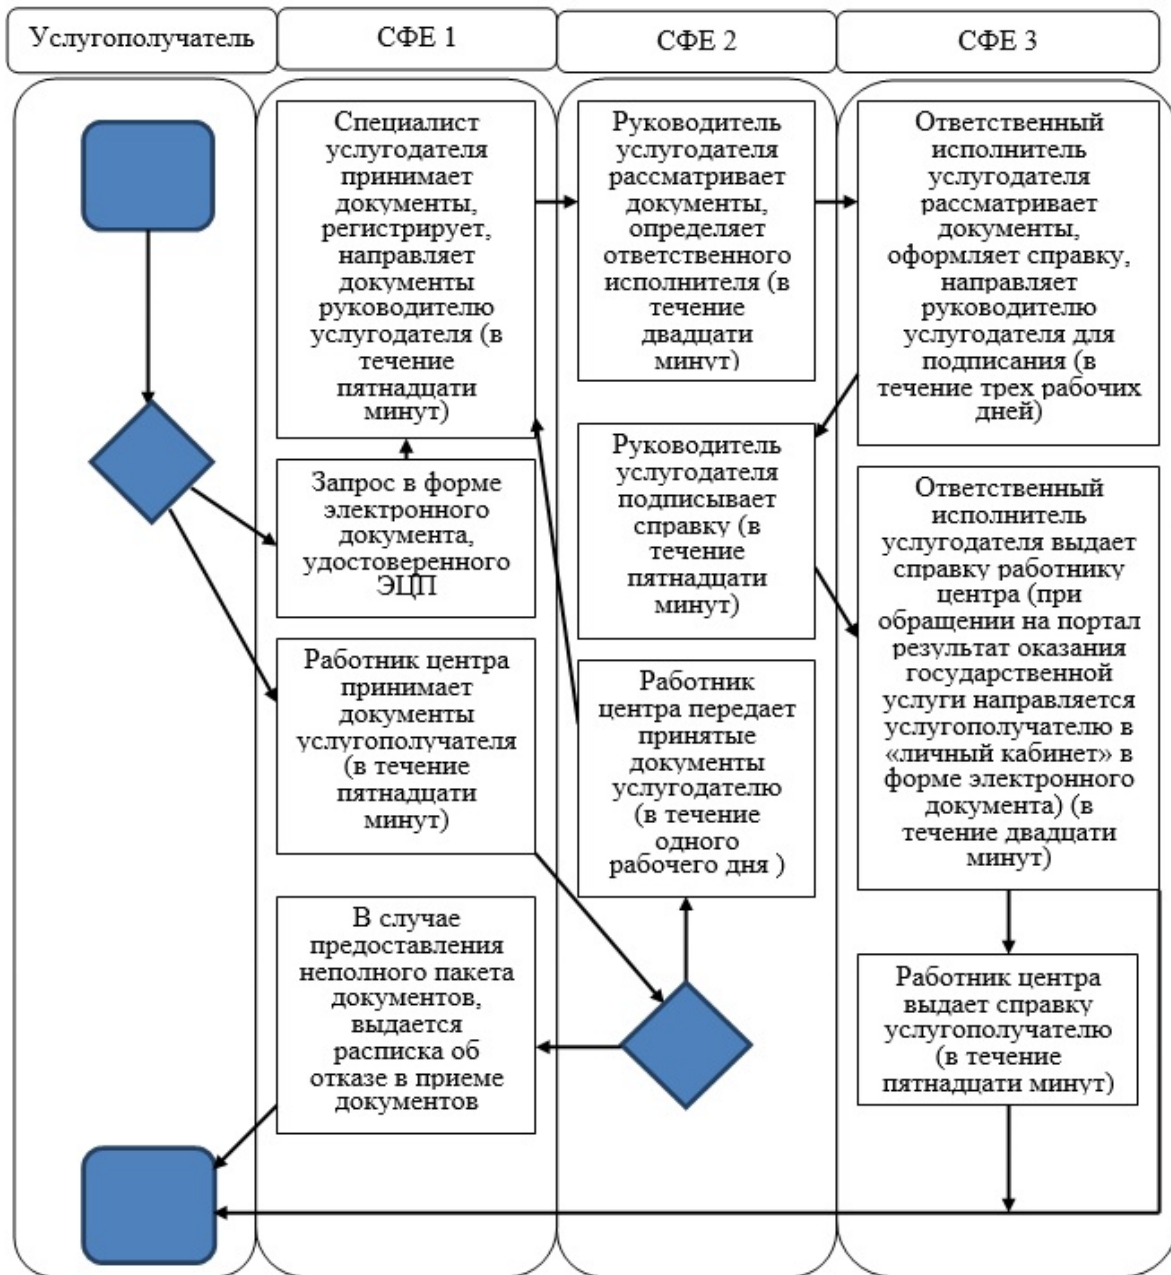 Услугополучатель
СФЕ 1
СФЕ 2
СФЕ 3
Специалист
услугодателя
принимает
документы,
регистрирует,
направляет
документы
руководителю
услугодателя (в
течение
пятнадцати
минут)
Руководитель
услугодателя
рассматривает
документы,
определяет
ответственного
исполнителя (в
течение
двадцати
минут)
Ответственный
исполнитель
услугодателя
рассматривает
документы,
оформляет справку,
направляет
руководителю
услугодателя для
подписания (в
течение трех рабочих
дней)
Запрос в форме
электронного
документа,
удостоверенного
ЭЦП
Руководитель
услугодателя
подписывает
справку (в
течение
пятнадцати
минут)
Ответственный
исполнитель
услугодателя выдает
справку работнику
центра (при
обращении на портал
результат оказания
государственной
услуги направляется
услугополучателю в
«личный кабинет» в
форме электронного
документа) (в
течение двадцати
минут)
Работник центра
принимает
документы
услугополучателя
(в течение
пятнадцати
минут)
Работник
центра передает
принятые
документы
услугодателю
(в течение
одного
рабочего дня )
В случае
предоставления
неполного пакета
документов,
выдается
расписка об
отказе в приеме
документов
Работник центра
выдает справку
услугополучателю
(в течение
пятнадцати минут)